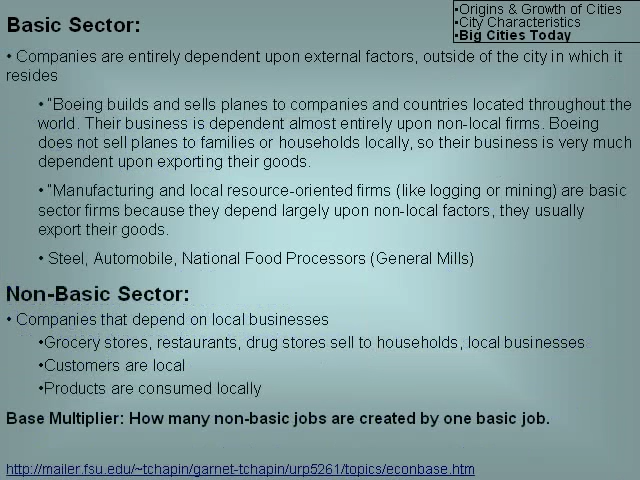 •Origins & Growth of Cities
•City Characteristics
•Big Cities Today
Basic Sector:
• Companies are entirely dependent upon external factors, outside of the city in which it
resides
• "Boeing builds and sells planes to companies and countries located throughout the
world. Their business is dependent almost entirely upon non-local firms. Boeing
does not sell planes to families or households locally, so their business is very much
dependent upon exporting their goods.
• "Manufacturing and local resource-oriented firms (like logging or mining) are basic
sector firms because they depend largely upon non-local factors, they usually
export their goods.
• Steel, Automobile, National Food Processors (General Mills)
Non-Basic Sector:
• Companies that depend on local businesses
•Grocery stores, restaurants, drug stores sell to households, local businesses
•Customers are local
•Products are consumed locally
Base Multiplier: How many non-basic jobs are created by one basic job.
http://mailer.fsu.edu/~tchapin/garnet-tchapin/urp5261/topics/econbase.htm